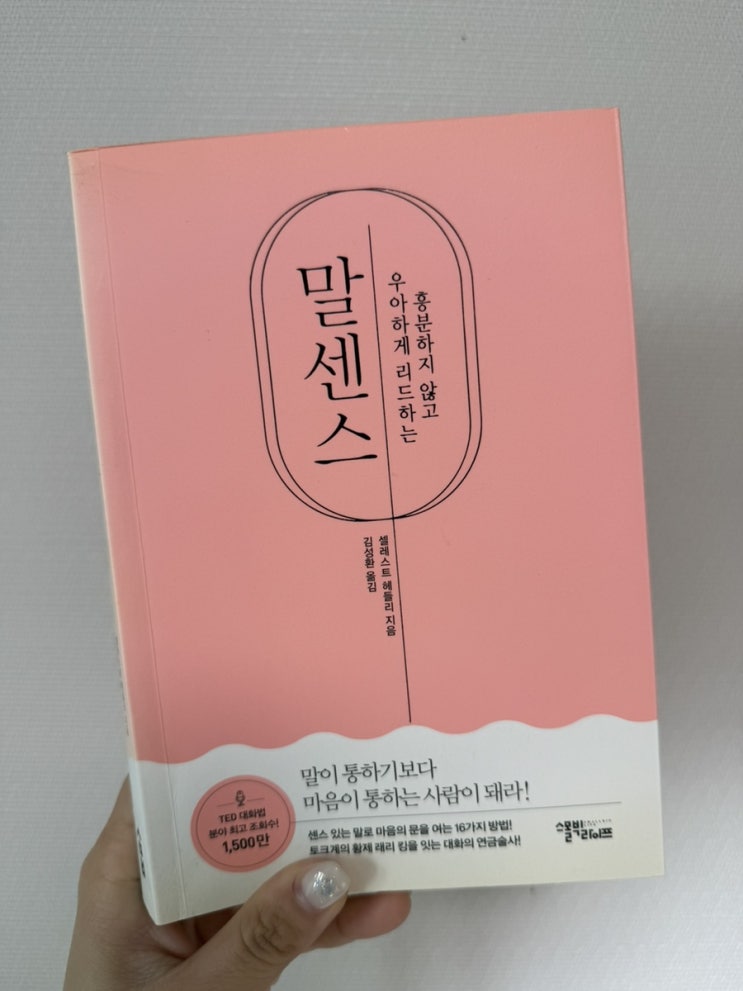 흥분하지 않고
우아하게 리드하는
말센스
셀레스트 헤들리 지음
김성환 옮김
말이 통하기보다
마음이 통하는 사람이 돼라!
TED 대화법
분야 최고 조회수!
1,500만
센스 있는 말로 마음의 문을 여는 16가지 방법!
토크계의 황제 래리 킹을 잇는 대화의 연금술사!
스몰빅라이프